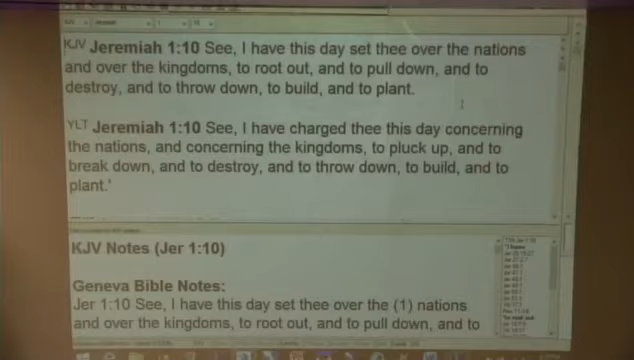 KJV Jeremiah 1:10 See, I have this day set thee over the nations
and over the kingdoms, to root out, and to pull down, and to
destroy, and to throw down, to build, and to plant.
YLT Jeremiah 1:10 See, I have charged thee this day concerning
the nations, and concerning the kingdoms, to pluck up, and to
break down, and to destroy, and to throw down, to build, and to
plant.'
KJV Notes (Jer 1:10)
Geneva Bible Notes:
Jer 1:10 See, I have this day set thee over the (1) nations
and over the kingdoms, to root out, and to pull down, and to